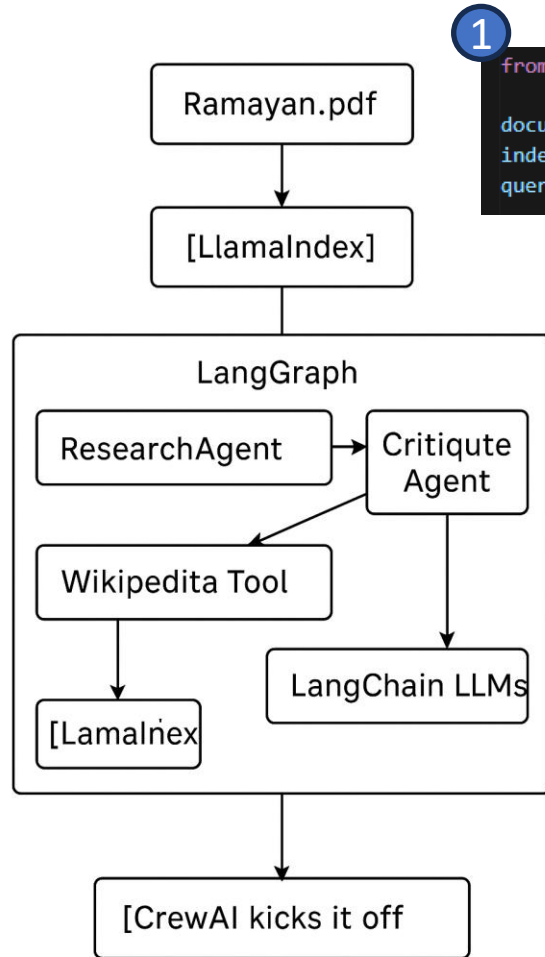 1
from
docu
inde
quer
Ramayan.pdf
[LlamaIndex]
LangGraph
ResearchAgent
Critiqute
Agent
Wikipedita Tool
LangChain LLMs
[LamaInex
[CrewAI kicks it off